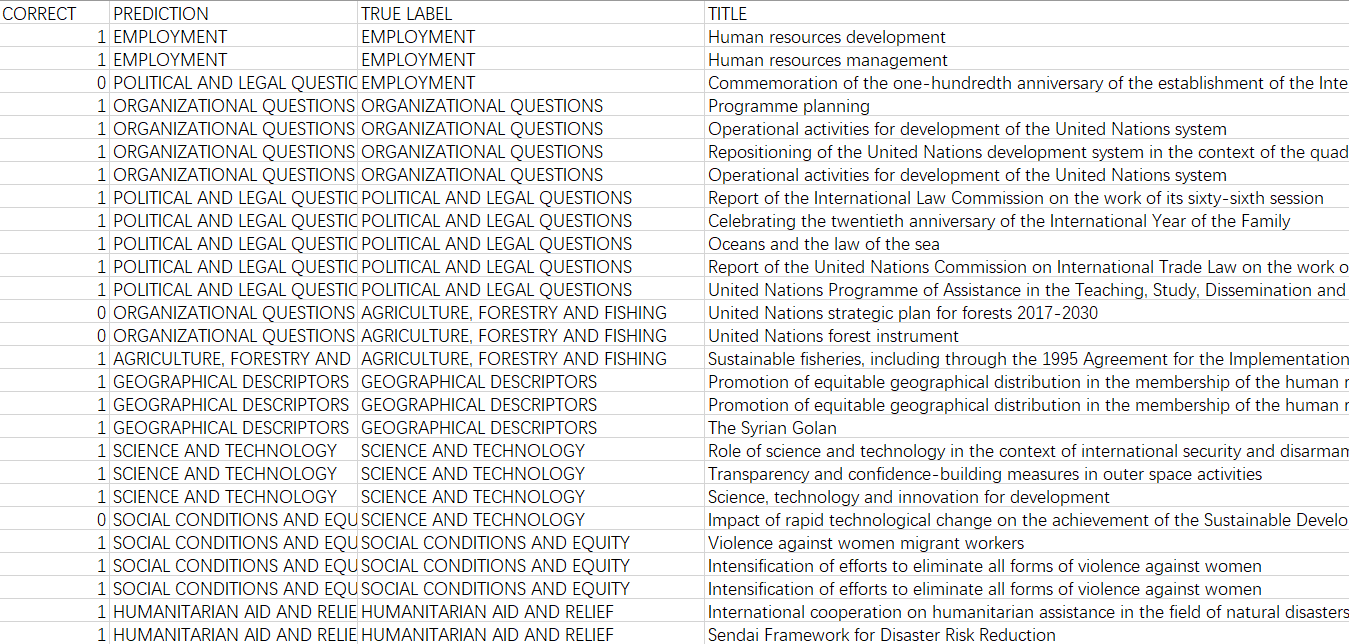 CORRECT PREDICTION TRUE LABEL TITLE
1 EMPLOYMENT EMPLOYMENT Human resources development
1 EMPLOYMENT EMPLOYMENT Human resources management
0 POLITICAL AND LEGAL QUESTIC EMPLOYMENT Commemoration of the one-hundredth anniversary of the establishment of the Inte
1 ORGANIZATIONAL QUESTIONS ORGANIZATIONAL QUESTIONS Programme planning
1 ORGANIZATIONAL QUESTIONS ORGANIZATIONAL QUESTIONS Operational activities for development of the United Nations system
1 ORGANIZATIONAL QUESTIONS ORGANIZATIONAL QUESTIONS Repositioning of the United Nations development system in the context of the quad
1 ORGANIZATIONAL QUESTIONS ORGANIZATIONAL QUESTIONS Operational activities for development of the United Nations system
1 POLITICAL AND LEGAL QUESTIC POLITICAL AND LEGAL QUESTIONS Report of the International Law Commission on the work of its sixty-sixth session
1 POLITICAL AND LEGAL QUESTIC POLITICAL AND LEGAL QUESTIONS Celebrating the twentieth anniversary of the International Year of the Family
1 POLITICAL AND LEGAL QUESTIC POLITICAL AND LEGAL QUESTIONS Oceans and the law of the sea
1 POLITICAL AND LEGAL QUESTIC POLITICAL AND LEGAL QUESTIONS Report of the United Nations Commission on International Trade Law on the work o
1 POLITICAL AND LEGAL QUESTIC POLITICAL AND LEGAL QUESTIONS United Nations Programme of Assistance in the Teaching, Study, Dissemination and
0 ORGANIZATIONAL QUESTIONS AGRICULTURE, FORESTRY AND FISHING United Nations strategic plan for forests 2017-2030
0 ORGANIZATIONAL QUESTIONS AGRICULTURE, FORESTRY AND FISHING United Nations forest instrument
1 AGRICULTURE, FORESTRY AND AGRICULTURE, FORESTRY AND FISHING Sustainable fisheries, including through the 1995 Agreement for the Implementation
1 GEOGRAPHICAL DESCRIPTORS GEOGRAPHICAL DESCRIPTORS Promotion of equitable geographical distribution in the membership of the human r
1 GEOGRAPHICAL DESCRIPTORS GEOGRAPHICAL DESCRIPTORS Promotion of equitable geographical distribution in the membership of the human r
1 GEOGRAPHICAL DESCRIPTORS GEOGRAPHICAL DESCRIPTORS The Syrian Golan
1 SCIENCE AND TECHNOLOGY SCIENCE AND TECHNOLOGY Role of science and technology in the context of international security and disarmam
1 SCIENCE AND TECHNOLOGY SCIENCE AND TECHNOLOGY Transparency and confidence-building measures in outer space activities
1 SCIENCE AND TECHNOLOGY SCIENCE AND TECHNOLOGY Science, technology and innovation for development
0 SOCIAL CONDITIONS AND EQU SCIENCE AND TECHNOLOGY Impact of rapid technological change on the achievement of the Sustainable Develo
1 SOCIAL CONDITIONS AND EQU SOCIAL CONDITIONS AND EQUITY Violence against women migrant workers
1 SOCIAL CONDITIONS AND EQU SOCIAL CONDITIONS AND EQUITY Intensification of efforts to eliminate all forms of violence against women
1 SOCIAL CONDITIONS AND EQU SOCIAL CONDITIONS AND EQUITY Intensification of efforts to eliminate all forms of violence against women
1 HUMANITARIAN AID AND RELIE HUMANITARIAN AID AND RELIEF International cooperation on humanitarian assistance in the field of natural disasters
1 HUMANITARIAN AID AND RELIE HUMANITARIAN AID AND RELIEF Sendai Framework for Disaster Risk Reduction